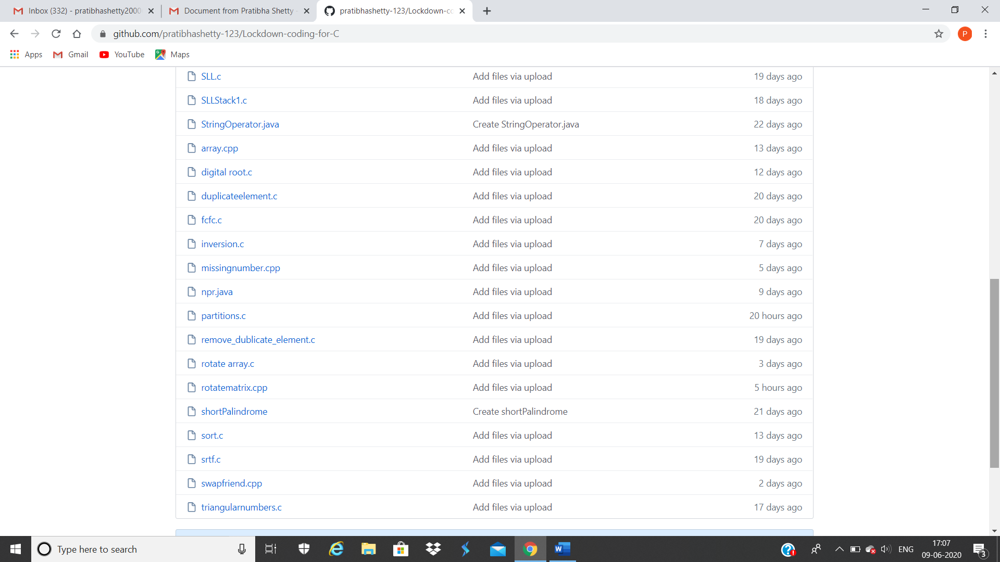 Inbox (332) - pratibhashetty2000
Document from Pratibha Shetty -
pratibhashetty-123/Lockdown-co
github.com/pratibhashetty-123/Lockdown-coding-for-C
P
Apps Gmail YouTube Maps
SLL.c Add files via upload 19 days ago
SLLStack1.c Add files via upload 18 days ago
StringOperator.java Create StringOperator.java 22 days ago
array.cpp Add files via upload 13 days ago
digital root.c Add files via upload 12 days ago
duplicateelement.c Add files via upload 20 days ago
fcfc.c Add files via upload 20 days ago
inversion.c Add files via upload 7 days ago
missingnumber.cpp Add files via upload 5 days ago
npr.java Add files via upload 9 days ago
partitions.c Add files via upload 20 hours ago
remove_dublicate_element.c Add files via upload 19 days ago
rotate array.c Add files via upload 3 days ago
rotatematrix.cpp Add files via upload 5 hours ago
shortPalindrome Create shortPalindrome 21 days ago
sort.c Add files via upload 13 days ago
srtf.c Add files via upload 19 days ago
swapfriend.cpp Add files via upload 2 days ago
triangularnumbers.c Add files via upload 17 days ago
Type here to search
ENG
17:07
09-06-2020
3